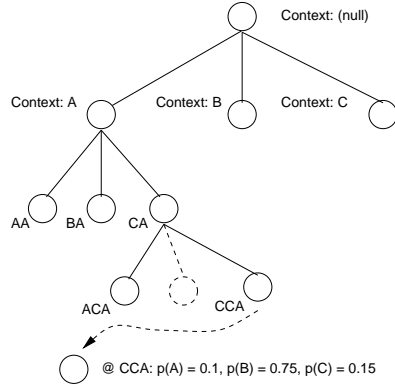 Context: (null)
Context: A
Context: B
Context: C
AA
BA
CA
ACA
CCA
@ CCA: p(A) = 0.1, p(B) = 0.75, p(C) = 0.15